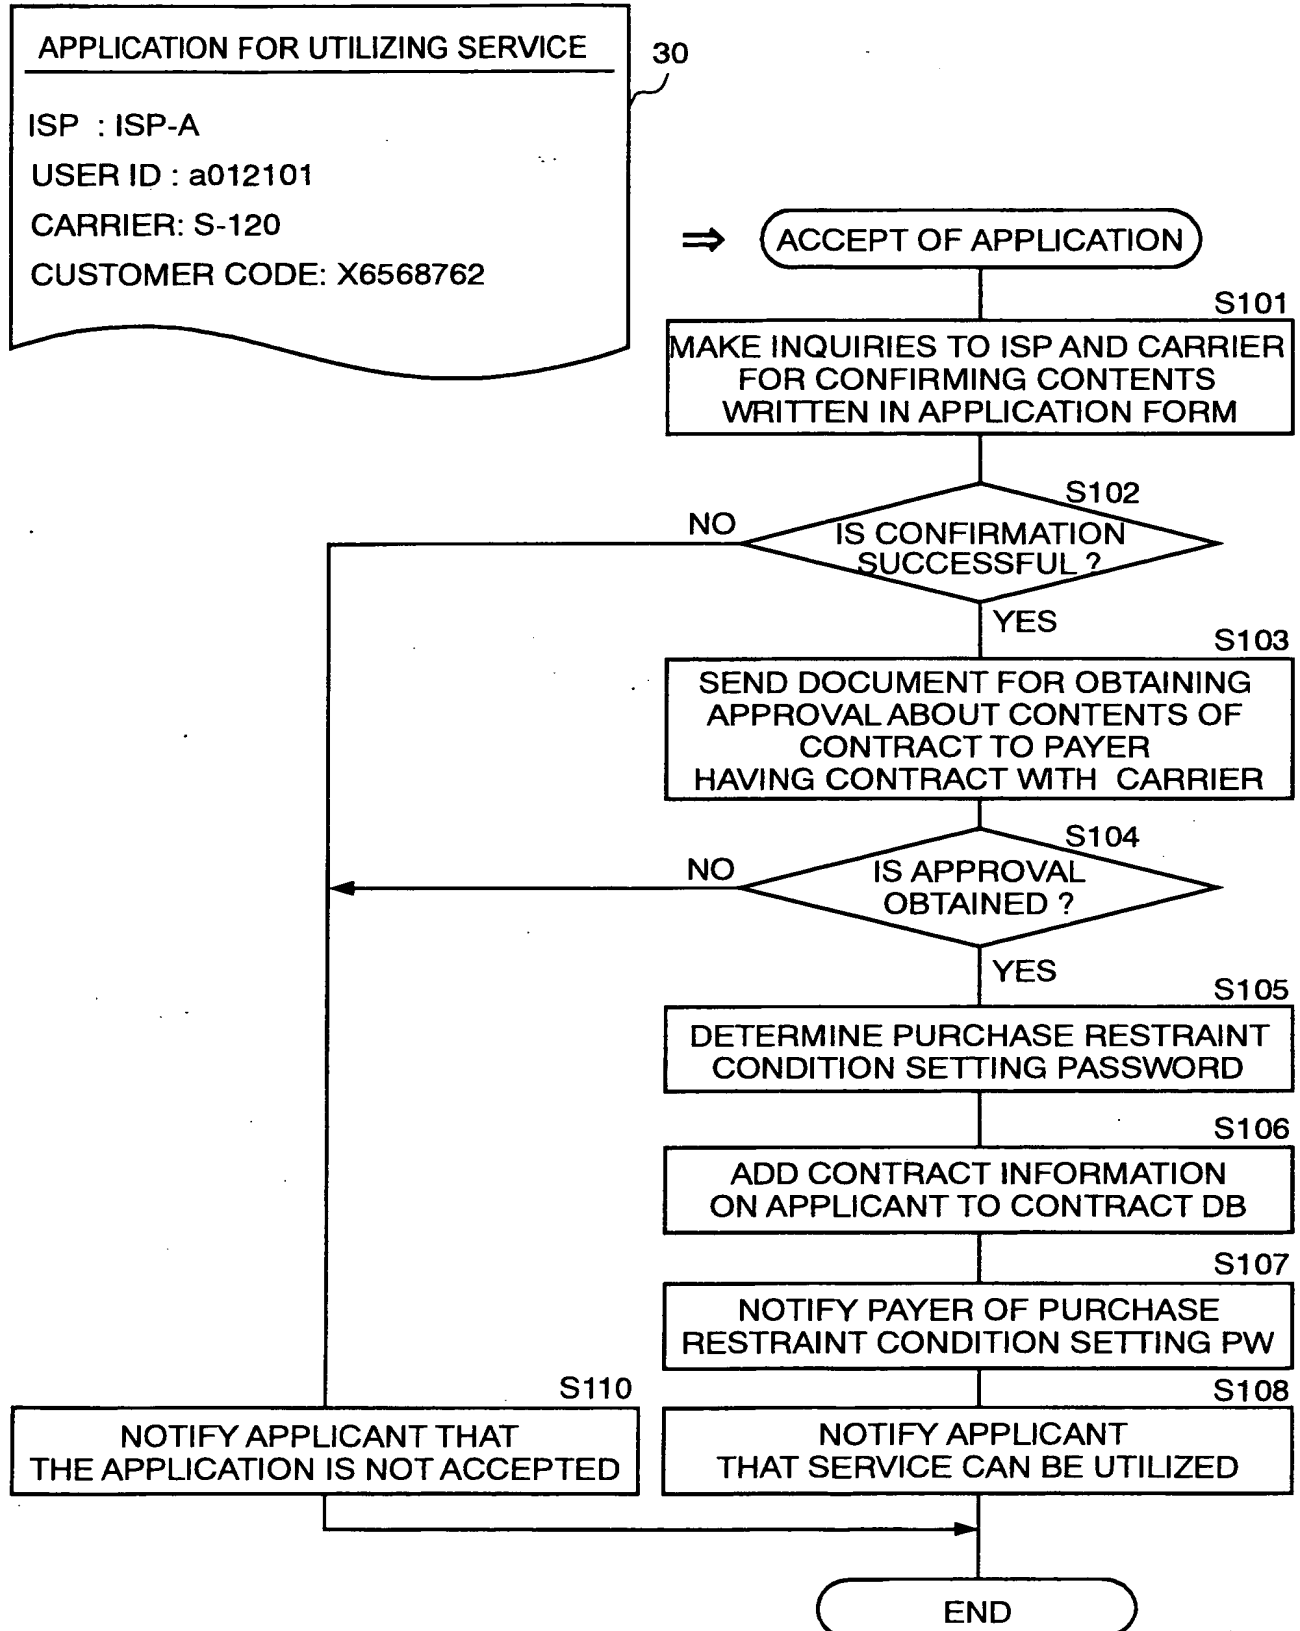 APPLICATION FOR UTILIZING SERVICE
30
ISP : ISP-A
USER ID : a012101
CARRIER: S-120
CUSTOMER CODE: X6568762
⇒ ACCEPT OF APPLICATION
S101
MAKE INQUIRIES TO ISP AND CARRIER
FOR CONFIRMING CONTENTS
WRITTEN IN APPLICATION FORM
S102
NO
IS CONFIRMATION
SUCCESSFUL ?
YES
S103
SEND DOCUMENT FOR OBTAINING
APPROVAL ABOUT CONTENTS OF
CONTRACT TO PAYER
HAVING CONTRACT WITH CARRIER
S104
NO
IS APPROVAL
OBTAINED ?
YES
S105
DETERMINE PURCHASE RESTRAINT
CONDITION SETTING PASSWORD
S106
ADD CONTRACT INFORMATION
ON APPLICANT TO CONTRACT DB
S107
NOTIFY PAYER OF PURCHASE
RESTRAINT CONDITION SETTING PW
S110
NOTIFY APPLICANT THAT
THE APPLICATION IS NOT ACCEPTED
S108
NOTIFY APPLICANT
THAT SERVICE CAN BE UTILIZED
END